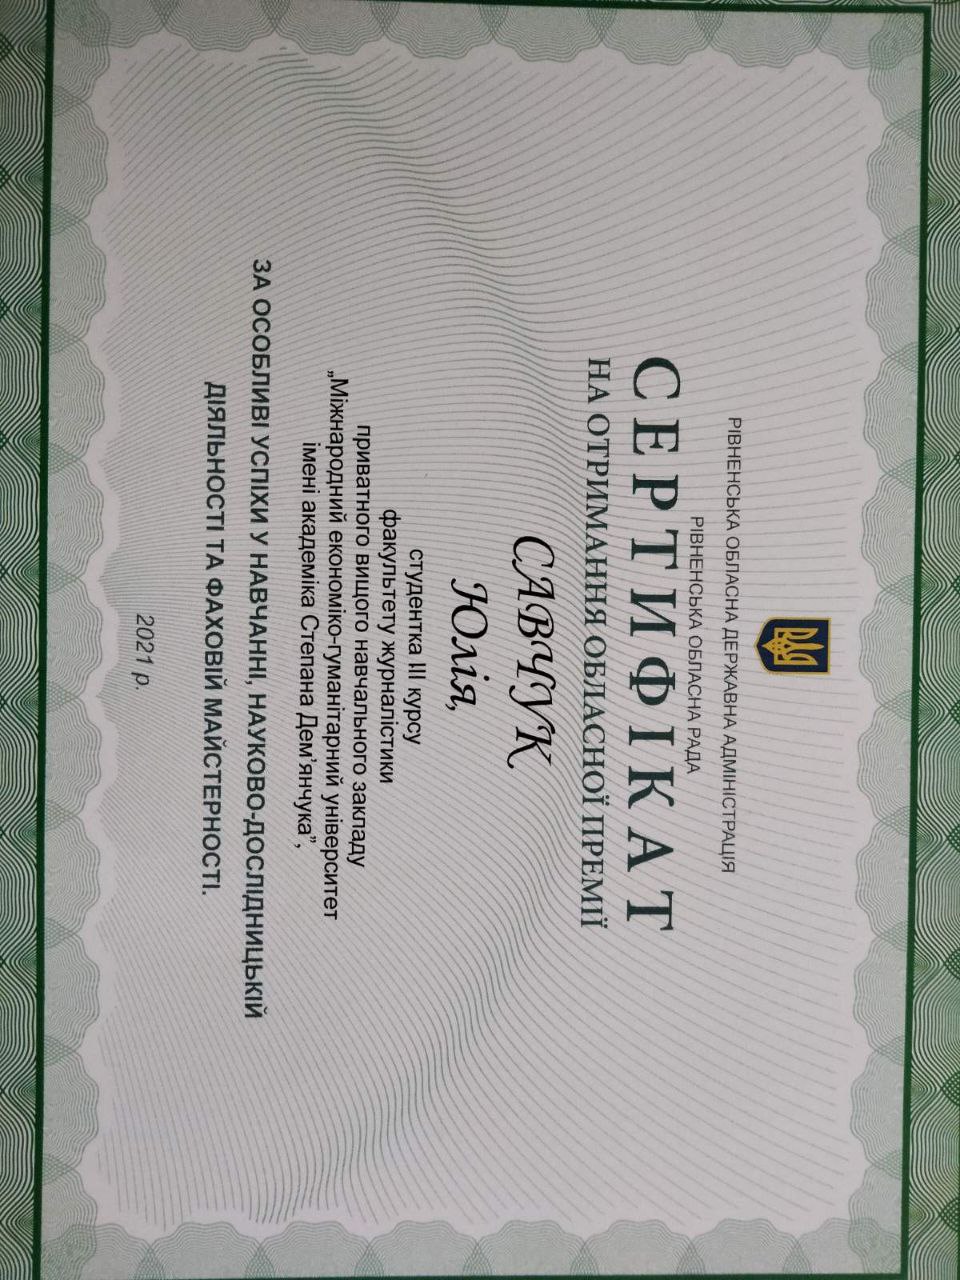 РІВНЕНСЬКА ОБЛАСНА ДЕРЖАВНА АДМІНІСТРАЦІЯ
РІВНЕНСЬКА ОБЛАСНА РАДА
СЕРТИФІКАТ
НА ОТРИМАННЯ ОБЛАСНОЇ ПРЕМІЇ
САВЧУК
Юлія,
студентка ІІІ курсу
факультету журналістики
приватного вищого навчального закладу
„Міжнародний економіко-гуманітарний університет
імені академіка Степана Дем’янчука”,
ЗА ОСОБЛИВІ УСПІХИ У НАВЧАННІ, НАУКОВО-ДОСЛІДНИЦЬКІЙ
ДІЯЛЬНОСТІ ТА ФАХОВІЙ МАЙСТЕРНОСТІ.
2021 р.